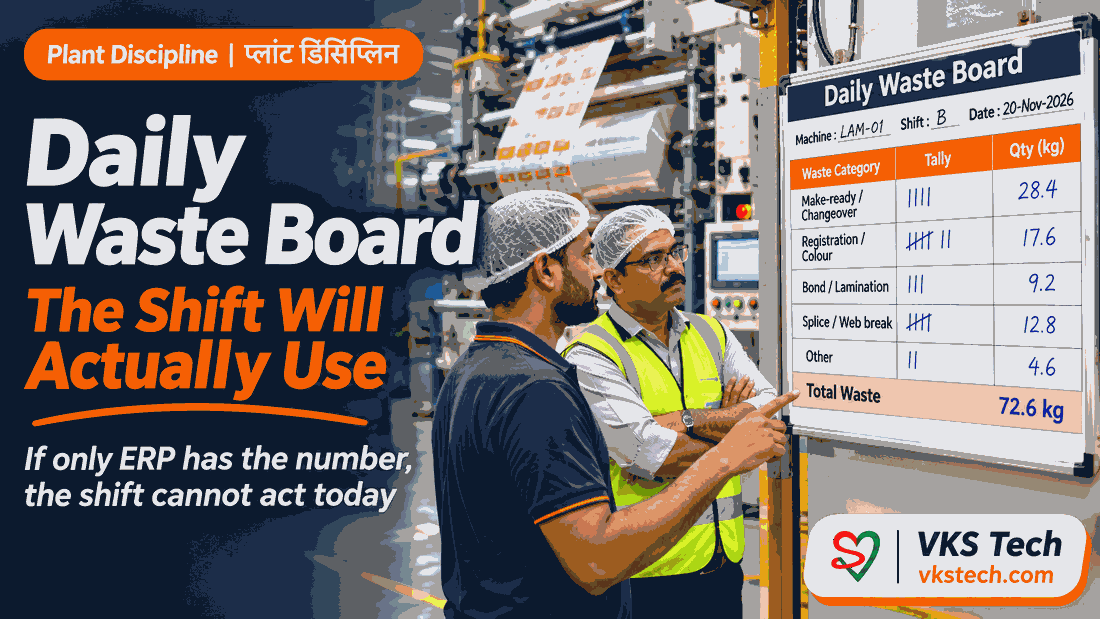 Plant Discipline | प्लांट डिंसिप्लिन
Daily
Waste Board
The Shift Will
Actually Use
If only ERP has the number,
the shift cannot act today
Daily Waste Board
Machine : LAM-01 Shift : B Date : 20-Nov-2026
Waste Category Tally Qty (kg)
Make-ready /
Changeover |||| 28.4
Registration /
Colour 17.6
Bond / Lamination ||| 9.2
Splice / Web break 12.8
Other || 4.6
Total Waste 72.6 kg
VKS Tech
vkstech.com